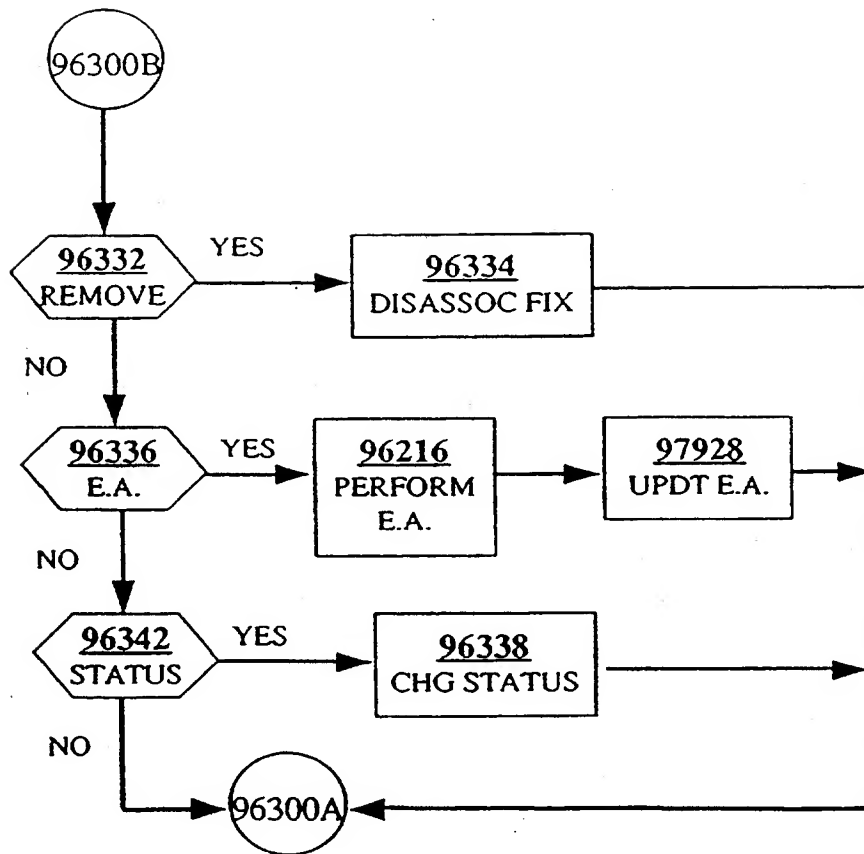 96300B
96332
REMOVE
YES
96334
DISASSOC FIX
NO
96336
E.A.
YES
96216
PERFORM
E.A.
97928
UPDT E.A.
NO
96342
STATUS
YES
96338
CHG STATUS
NO
96300A